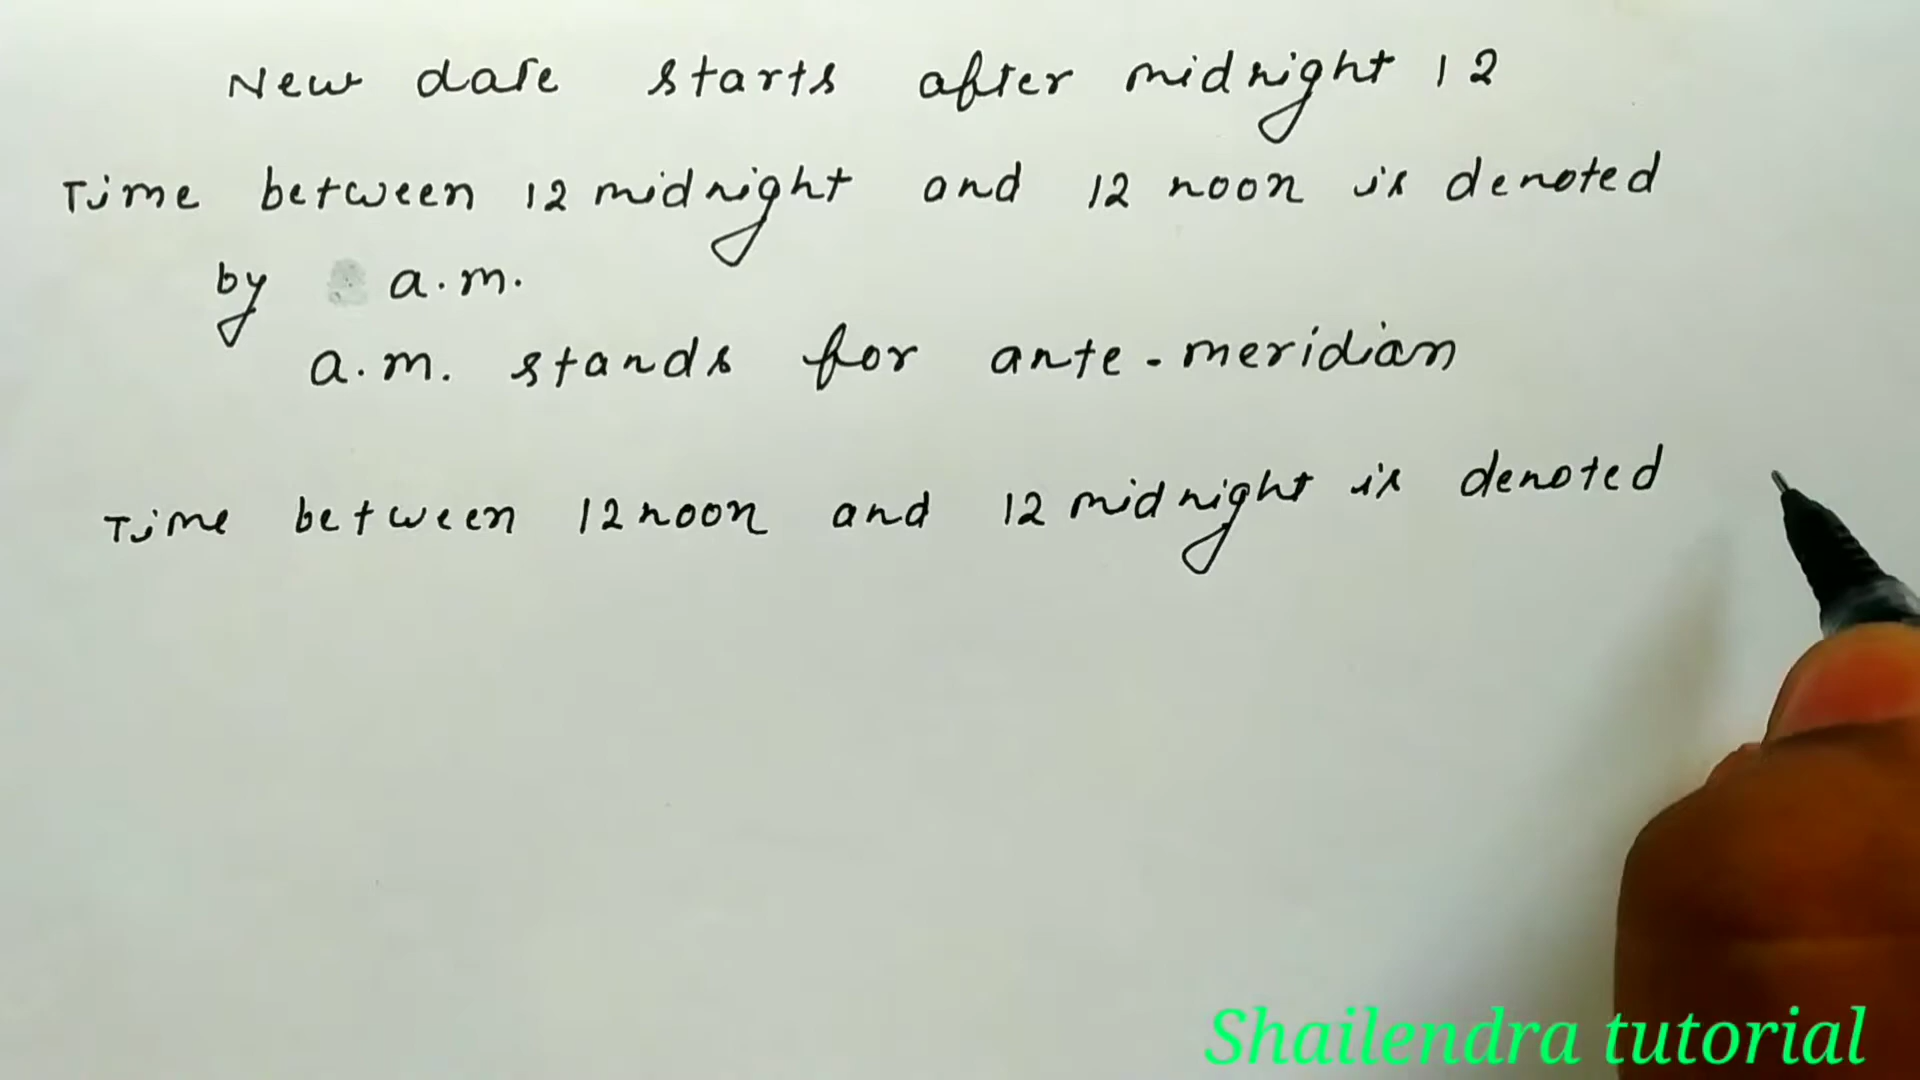 New date starts after midnight 12
Time between 12 midnight and 12 noon is denoted
by a.m.
a.m. stands for ante-meridian
Time between 12 noon and 12 midnight is denoted
Shailendra tutorial